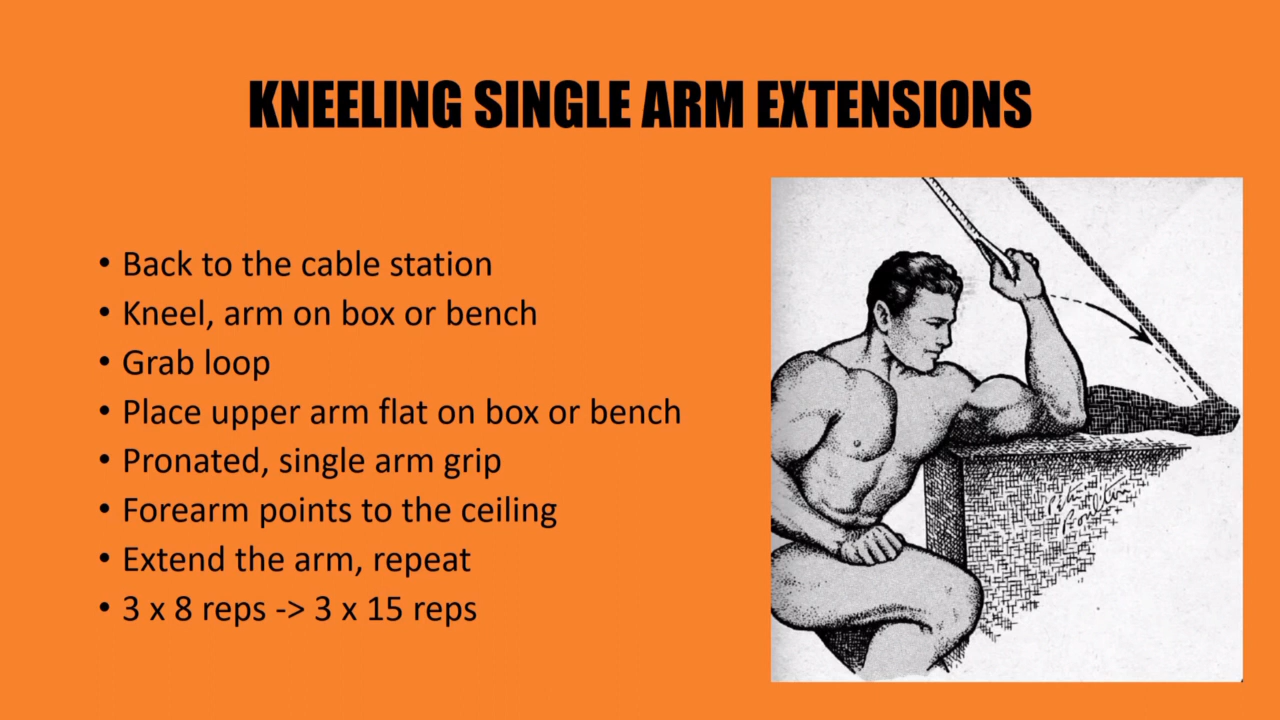 KNEELING SINGLE ARM EXTENSIONS
• Back to the cable station
• Kneel, arm on box or bench
• Grab loop
• Place upper arm flat on box or bench
• Pronated, single arm grip
• Forearm points to the ceiling
• Extend the arm, repeat
• 3 x 8 reps -> 3 x 15 reps